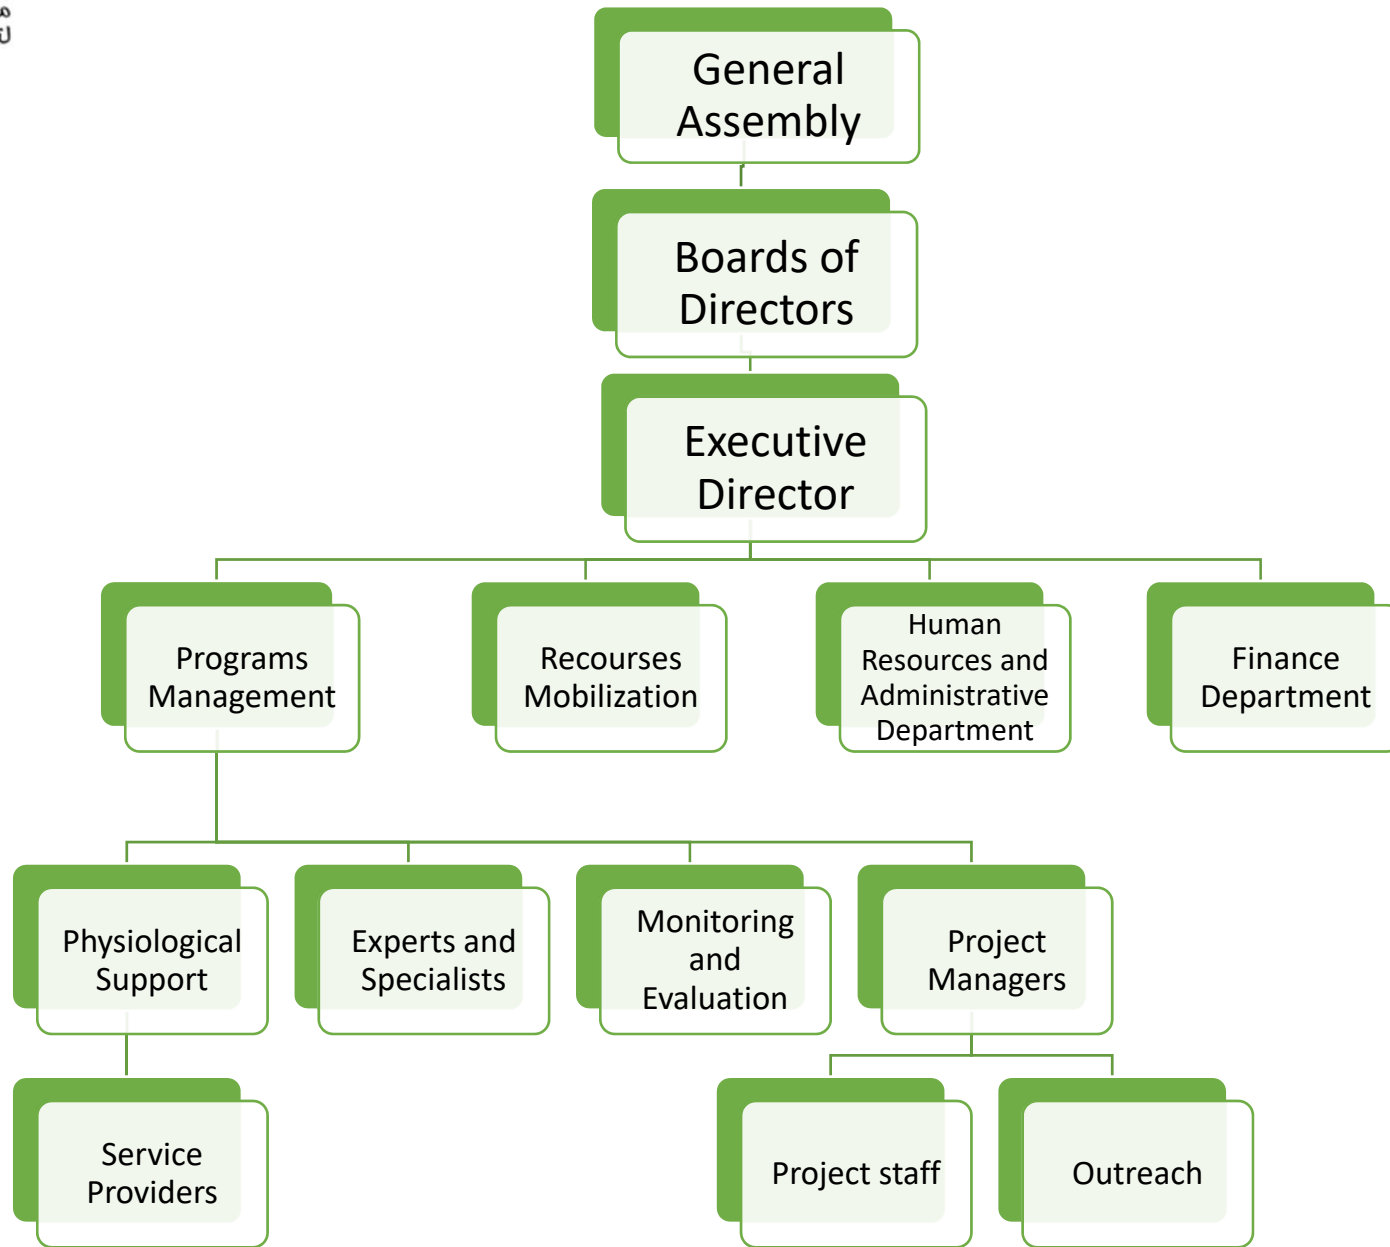 General
Assembly
Boards of
Directors
Executive
Director
Programs
Management
Recourses
Mobilization
Human
Resources and
Administrative
Department
Finance
Department
Physiological
Support
Experts and
Specialists
Monitoring
and
Evaluation
Project
Managers
Service
Providers
Project staff
Outreach